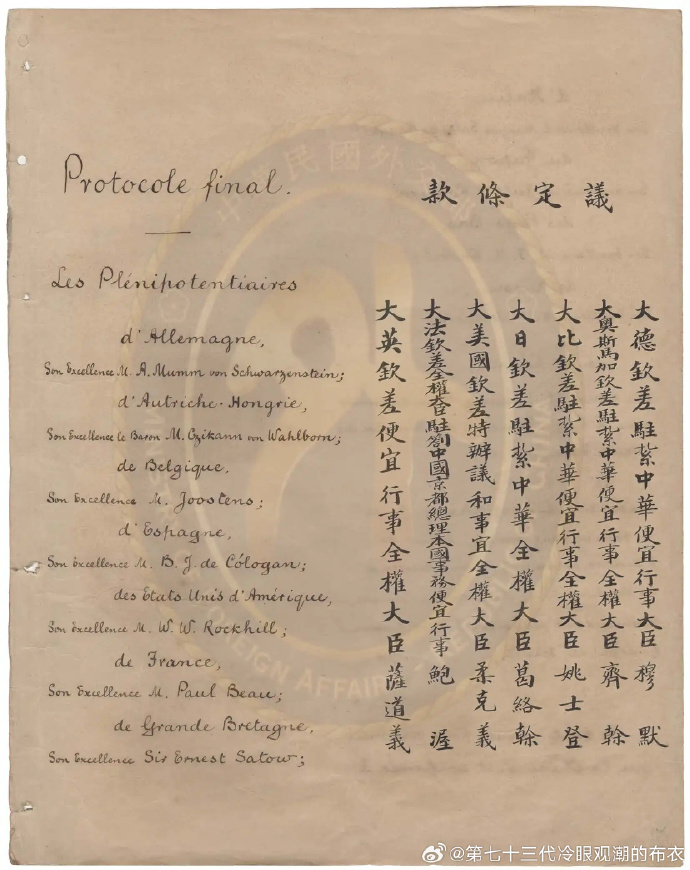 Protocole final.
Les Plénipotentiaires
d'Allemagne,
Son Excellence M. A. Mumm von Schwarzenstein;
d'Autriche-Hongrie,
Son Excellence le Baron M. Czikann von Wahlborn;
de Belgique,
Son Excellence M. Joostens;
d'Espagne,
Son Excellence M. B. J. de Cólogan;
des Etats Unis d'Amérique,
Son Excellence M. W. W. Rockhill;
de France,
Son Excellence M. Paul Beau;
de Grande Bretagne,
Son Excellence Sir Ernest Satow;
議定條款
大德欽差駐紮中華便宜行事大臣穆默
大奧斯馬加欽差駐紮中華便宜行事全權大臣齊榦
大比欽差駐紮中華便宜行事全權大臣姚士登
大日欽差駐紮中華全權大臣葛絡榦
大美國欽差特辦議和事宜全權大臣柔克義
大法欽差全權大臣駐劄中國京都總理本國事務便宜行事鮑渥
大英欽差便宜行事全權大臣薩道義
民國外
FOREIGN AFFAIRS
@第七十三代冷眼观潮的布衣